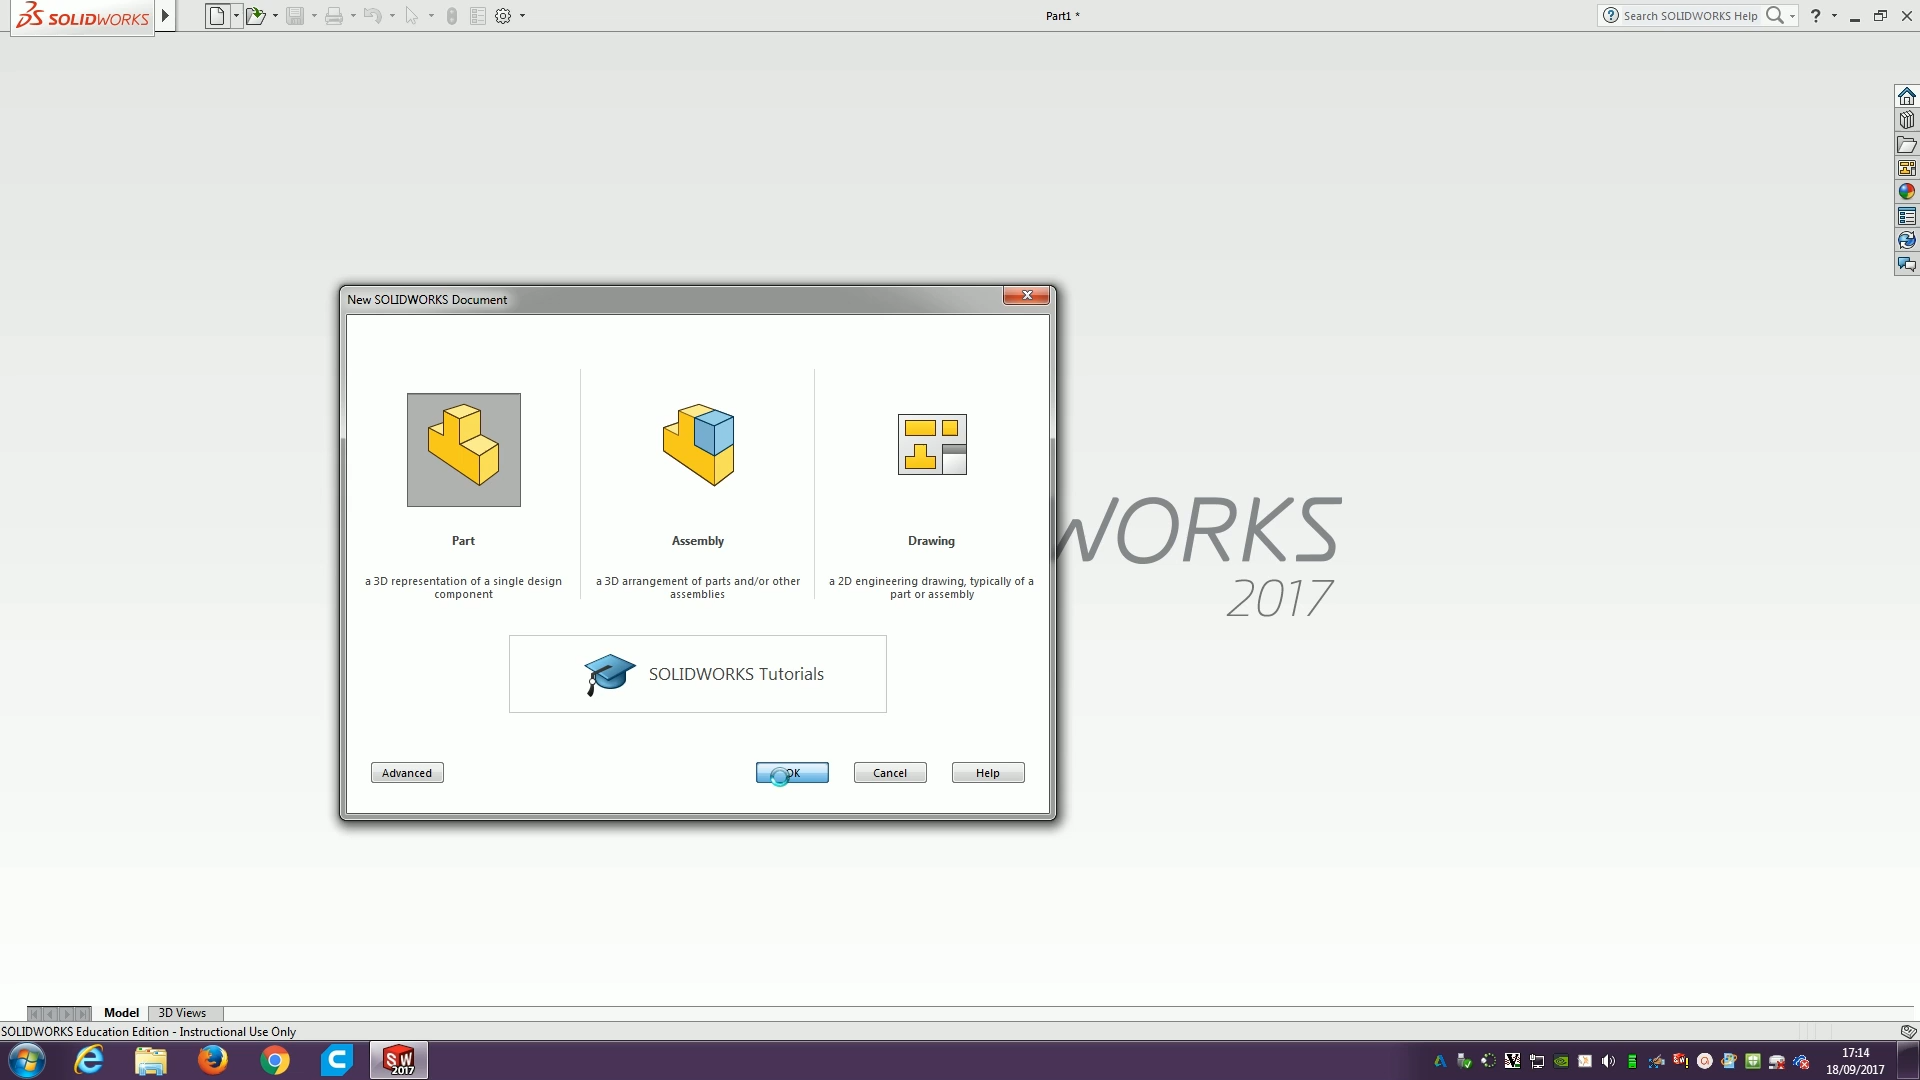 SOLIDWORKS
Part1 *
Search SOLIDWORKS Help
?
New SOLIDWORKS Document
Part
Assembly
Drawing
a 3D representation of a single design
component
a 3D arrangement of parts and/or other
assemblies
a 2D engineering drawing, typically of a
part or assembly
WORKS
2017
SOLIDWORKS Tutorials
Advanced
OK
Cancel
Help
Model
3D Views
SOLIDWORKS Education Edition - Instructional Use Only
SW
2017
17:14
18/09/2017